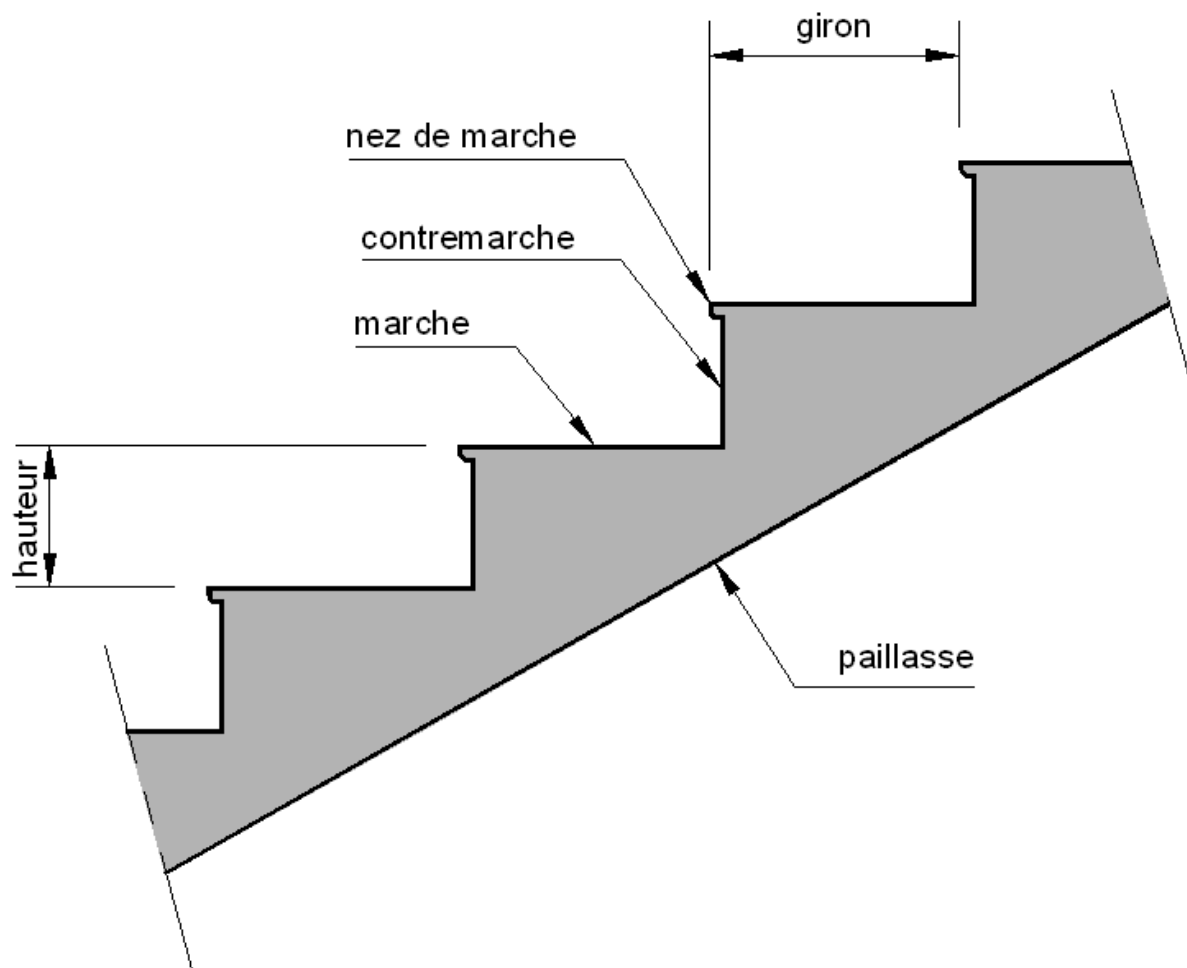 giron
nez de marche
contremarche
marche
hauteur
paillasse